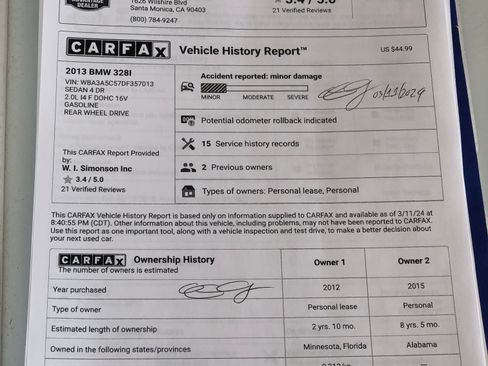 ADVANTAGE
DEALER
1626 Wilshire Blvd
Santa Monica, CA 90403
(800) 784-9247
3.4 / 5.0
21 Verified Reviews
CARFAX Vehicle History Report™
US $44.99
2013 BMW 328I
VIN: WBA3A5C57DF357013
SEDAN 4 DR
2.0L I4 F DOHC 16V
GASOLINE
REAR WHEEL DRIVE
This CARFAX Report Provided
by:
W. I. Simonson Inc
3.4 / 5.0
21 Verified Reviews
Accident reported: minor damage
MINOR MODERATE SEVERE
03/11/2024
Potential odometer rollback indicated
15 Service history records
2 Previous owners
Types of owners: Personal lease, Personal
This CARFAX Vehicle History Report is based only on information supplied to CARFAX and available as of 3/11/24 at
8:40:55 PM (CDT). Other information about this vehicle, including problems, may not have been reported to CARFAX.
Use this report as one important tool, along with a vehicle inspection and test drive, to make a better decision about
your next used car.
CARFAX Ownership History
The number of owners is estimated
Owner 1 Owner 2
Year purchased 2012 2015
Type of owner Personal lease Personal
Estimated length of ownership 2 yrs. 10 mo. 8 yrs. 5 mo.
Owned in the following states/provinces Minnesota, Florida Alabama